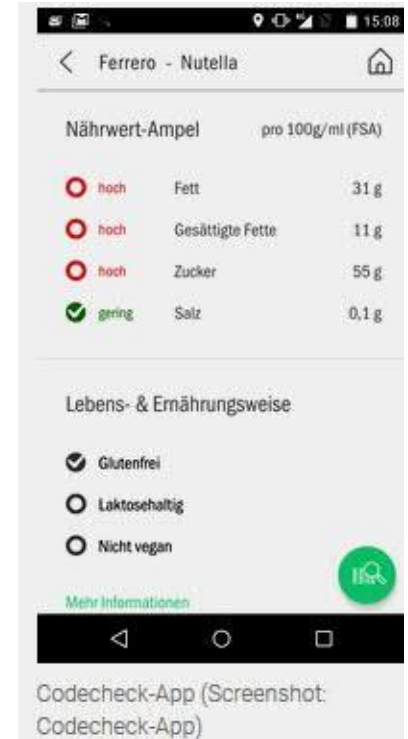 15:08
Ferrero - Nutella
Nährwert-Ampel pro 100g/ml (FSA)
hoch Fett 31 g
hoch Gesättigte Fette 11 g
hoch Zucker 55 g
gering Salz 0,1 g
Lebens- & Ernährungsweise
Glutenfrei
Laktosehaltig
Nicht vegan
Mehr Informationen
Codecheck-App (Screenshot:
Codecheck-App)